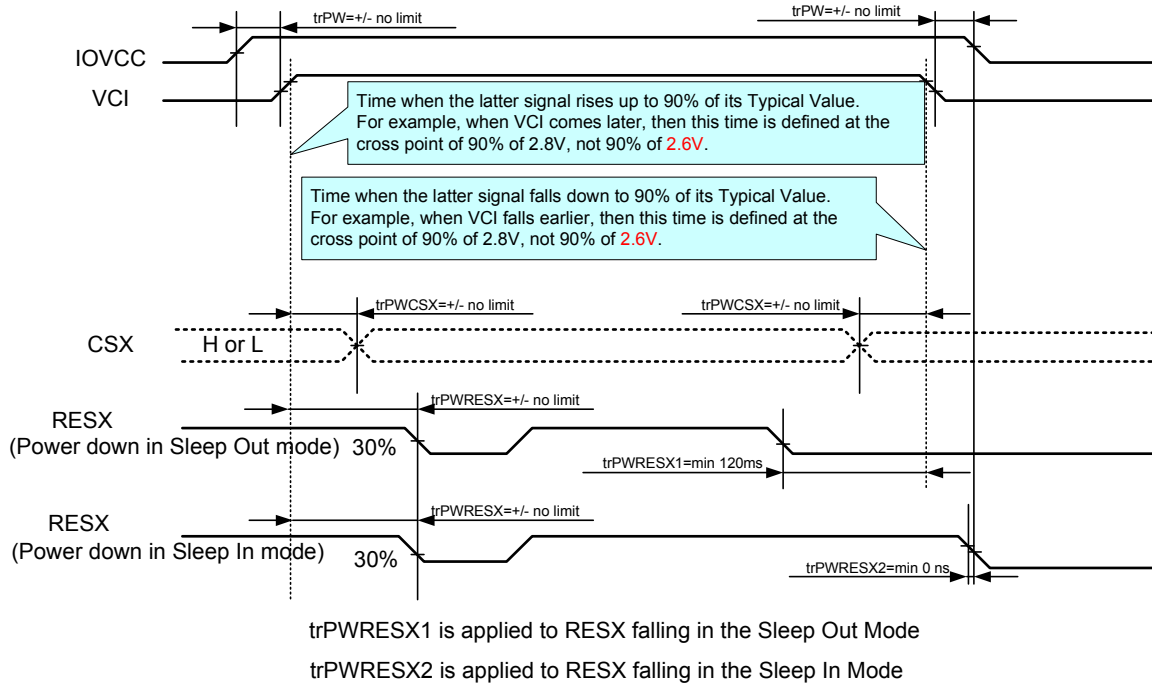 trPW=+/- no limit
trPW=+/- no limit
IOVCC
VCI
Time when the latter signal rises up to 90% of its Typical Value.
For example, when VCI comes later, then this time is defined at the
cross point of 90% of 2.8V, not 90% of 2.6V.
Time when the latter signal falls down to 90% of its Typical Value.
For example, when VCI falls earlier, then this time is defined at the
cross point of 90% of 2.8V, not 90% of 2.6V.
trPWCSX=+/- no limit
trPWCSX=+/- no limit
CSX
H or L
trPWRESX=+/- no limit
RESX
(Power down in Sleep Out mode)
30%
trPWRESX1=min 120ms
trPWRESX=+/- no limit
RESX
(Power down in Sleep In mode)
30%
trPWRESX2=min 0 ns
trPWRESX1 is applied to RESX falling in the Sleep Out Mode
trPWRESX2 is applied to RESX falling in the Sleep In Mode